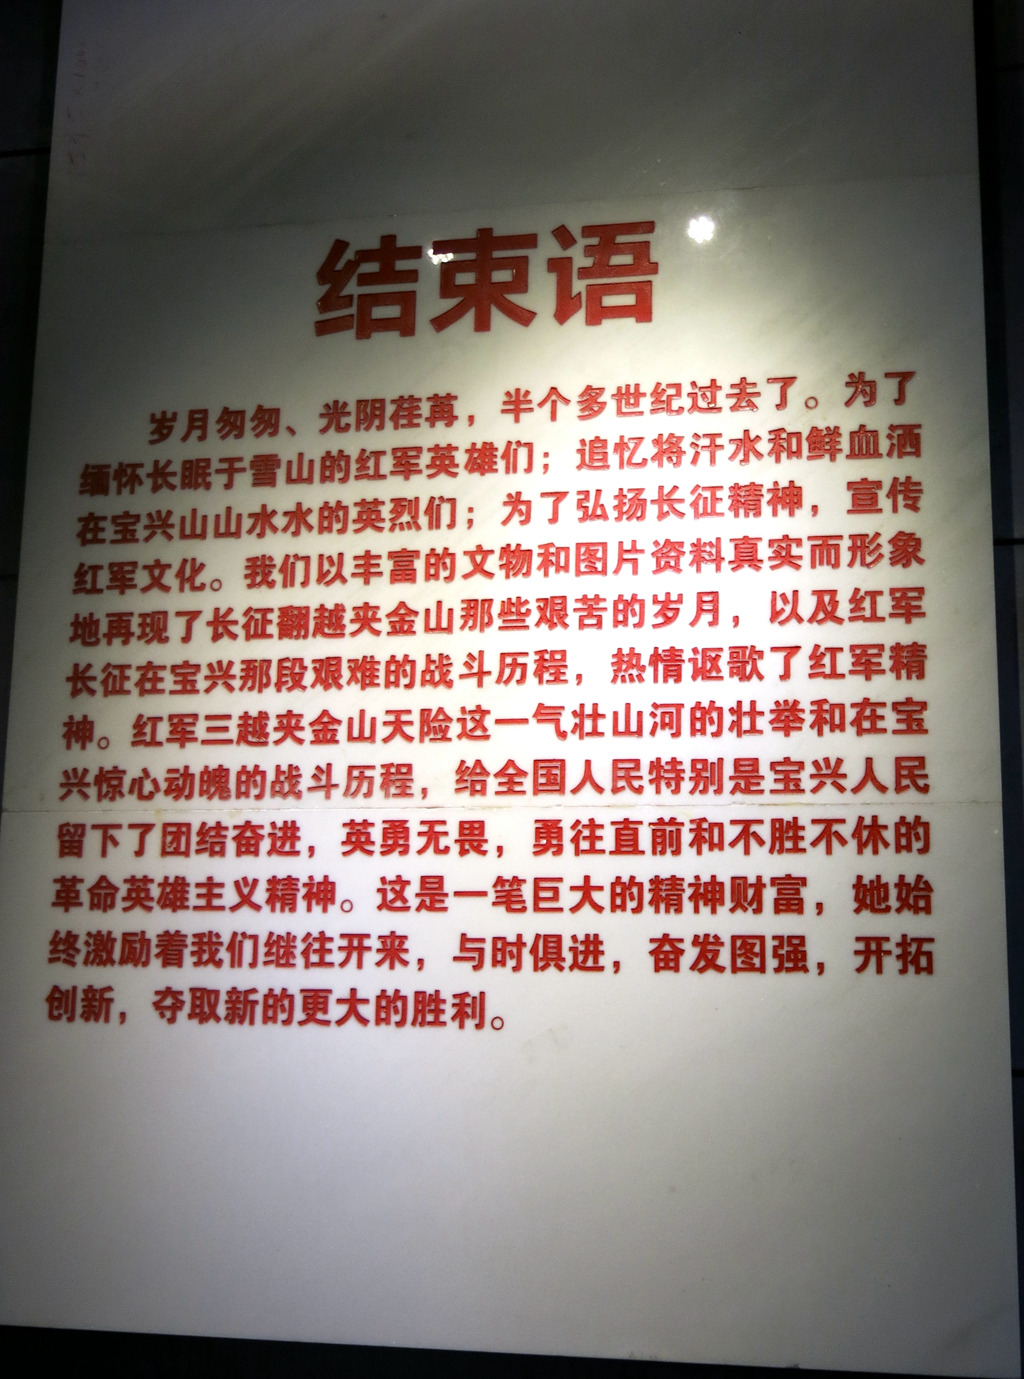 结束语
岁月匆匆、光阴荏苒，半个多世纪过去了。为了
缅怀长眠于雪山的红军英雄们；追忆将汗水和鲜血洒
在宝兴山山水水的英烈们；为了弘扬长征精神，宣传
红军文化。我们以丰富的文物和图片资料真实而形象
地再现了长征翻越夹金山那些艰苦的岁月，以及红军
长征在宝兴那段艰难的战斗历程，热情讴歌了红军精
神。红军三越夹金山天险这一气壮山河的壮举和在宝
兴惊心动魄的战斗历程，给全国人民特别是宝兴人民
留下了团结奋进，英勇无畏，勇往直前和不胜不休的
革命英雄主义精神。这是一笔巨大的精神财富，她始
终激励着我们继往开来，与时俱进，奋发图强，开拓
创新，夺取新的更大的胜利。